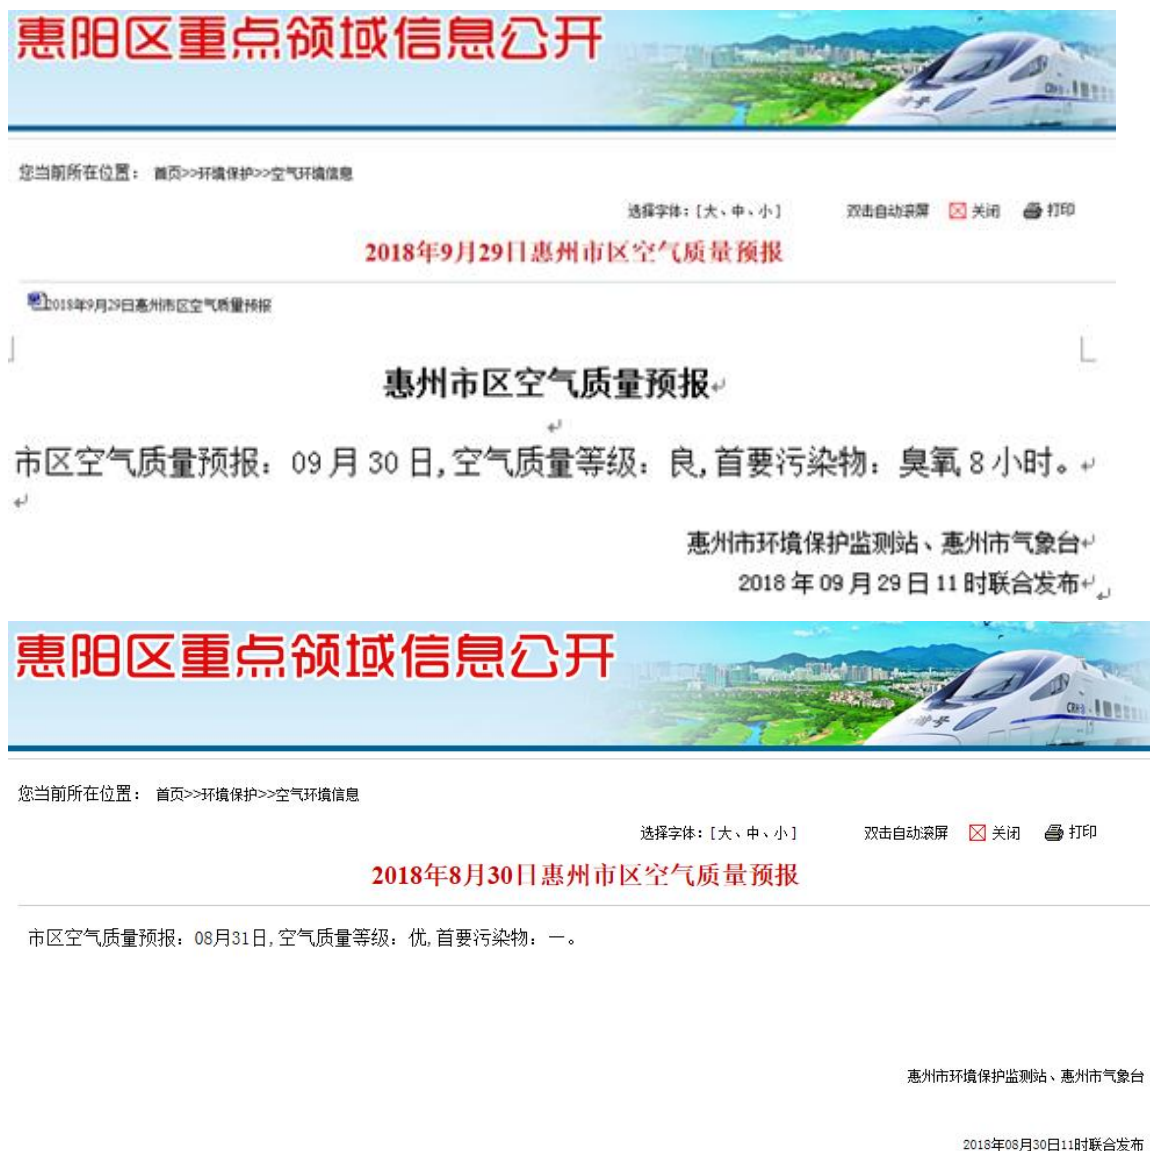 惠阳区重点领域信息公开
您当前所在位置： 首页>>环境保护>>空气环境信息
选择字体：[大、中、小] 双击自动滚屏 关闭 打印
2018年9月29日惠州市区空气质量预报
2018年9月29日惠州市区空气质量预报
惠州市区空气质量预报
市区空气质量预报：09月30日,空气质量等级：良,首要污染物：臭氧8小时。
惠州市环境保护监测站、惠州市气象台
2018年09月29日11时联合发布
惠阳区重点领域信息公开
您当前所在位置： 首页>>环境保护>>空气环境信息
选择字体：[大、中、小] 双击自动滚屏 关闭 打印
2018年8月30日惠州市区空气质量预报
市区空气质量预报：08月31日,空气质量等级：优,首要污染物：一。
惠州市环境保护监测站、惠州市气象台
2018年08月30日11时联合发布